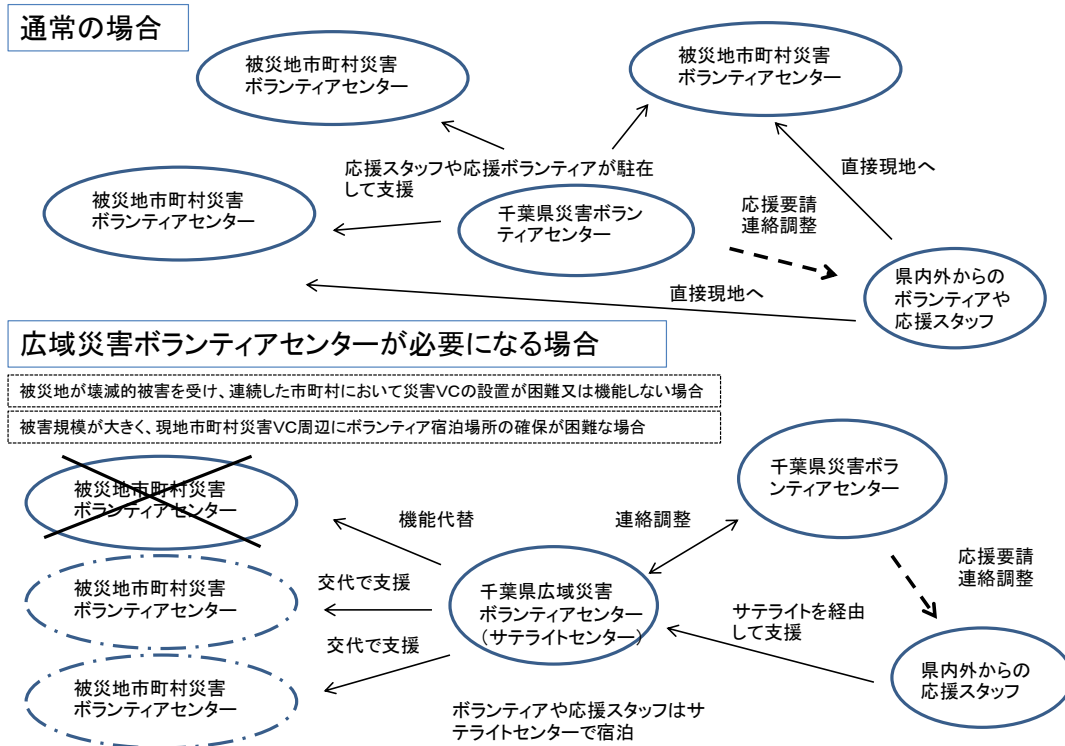 通常の場合
被災地市町村災害
ボランティアセンター
被災地市町村災害
ボランティアセンター
直接現地へ
応援スタッフや応援ボランティアが駐在
して支援
被災地市町村災害
ボランティアセンター
千葉県災害ボラン
ティアセンター
応援要請
連絡調整
県内外からの
ボランティアや
応援スタッフ
直接現地へ
広域災害ボランティアセンターが必要になる場合
被災地が壊滅的被害を受け、連続した市町村において災害VCの設置が困難又は機能しない場合
被害規模が大きく、現地市町村災害VC周辺にボランティア宿泊場所の確保が困難な場合
被災地市町村災害
ボランティアセンター
機能代替
連絡調整
千葉県災害ボラ
ンティアセンター
応援要請
連絡調整
被災地市町村災害
ボランティアセンター
交代で支援
千葉県広域災害
ボランティアセンター
(サテライトセンター)
サテライトを経由
して支援
交代で支援
被災地市町村災害
ボランティアセンター
県内外からの
応援スタッフ
ボランティアや応援スタッフはサ
テライトセンターで宿泊